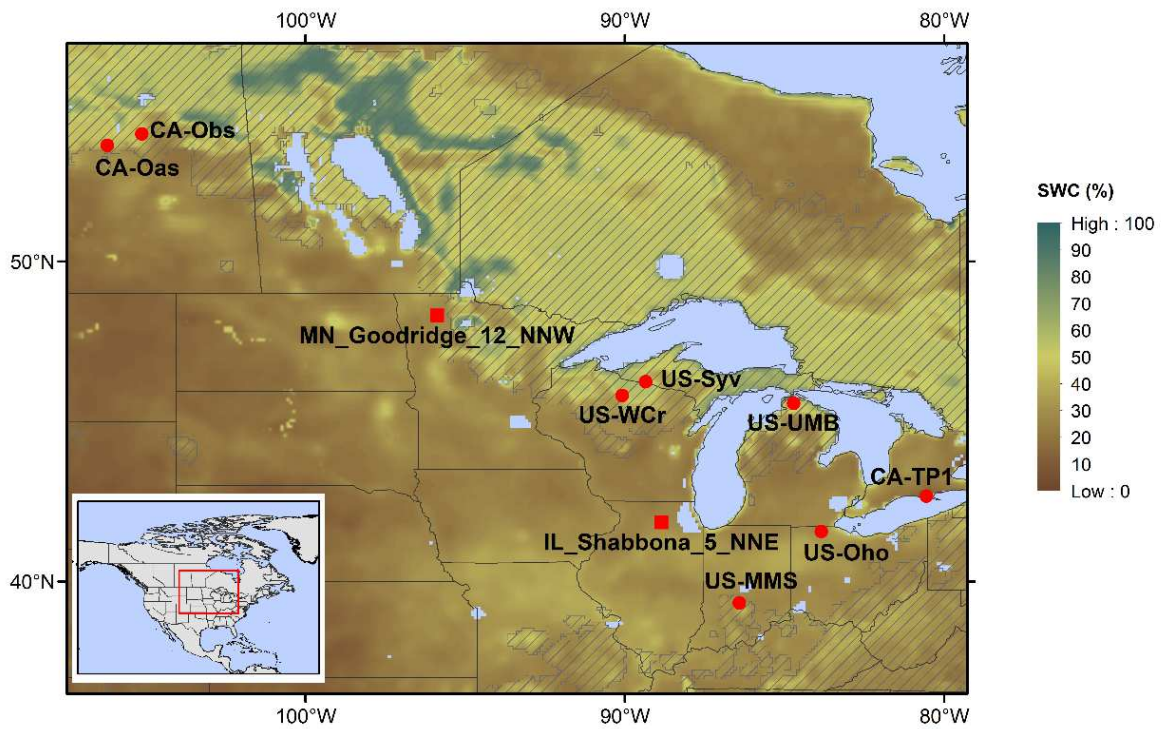 100°W 90°W 80°W
CA-Obs
CA-Oas
SWC (%)
High : 100
90
80
70
60
50
40
30
20
10
Low : 0
50°N
50°N
MN_Goodridge_12_NNW
US-Syv
US-WCr
US-UMB
CA-TP1
IL_Shabbona_5_NNE
US-Oho
US-MMS
40°N
40°N
100°W 90°W 80°W